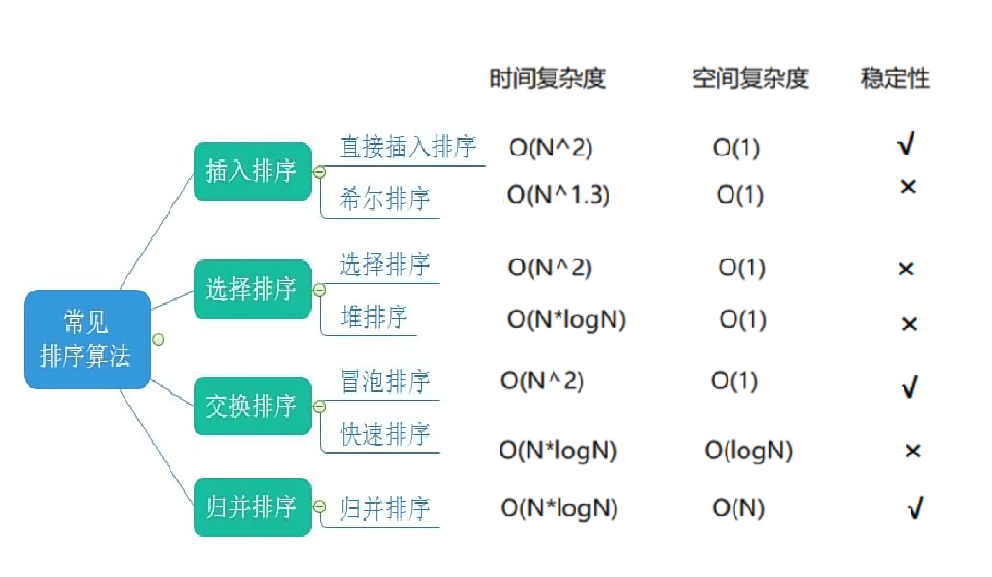 时间复杂度 空间复杂度 稳定性
常见
排序算法
插入排序
直接插入排序 O(N^2) O(1) √
希尔排序 O(N^1.3) O(1) ×
选择排序
选择排序 O(N^2) O(1) ×
堆排序 O(N*logN) O(1) ×
交换排序
冒泡排序 O(N^2) O(1) √
快速排序 O(N*logN) O(logN) ×
归并排序
归并排序 O(N*logN) O(N) √